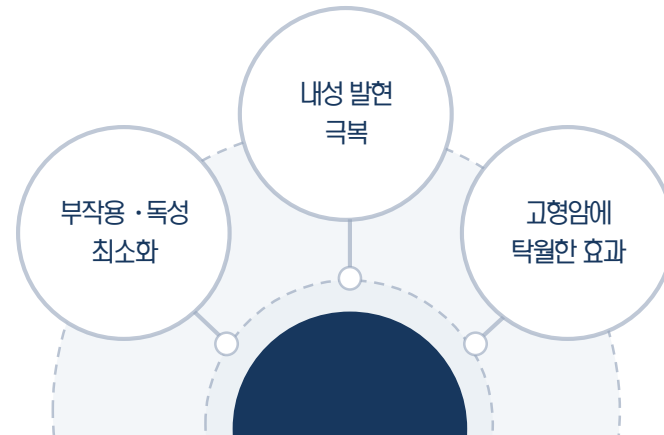 내성 발현
극복
부작용 · 독성
최소화
고형암에
탁월한 효과